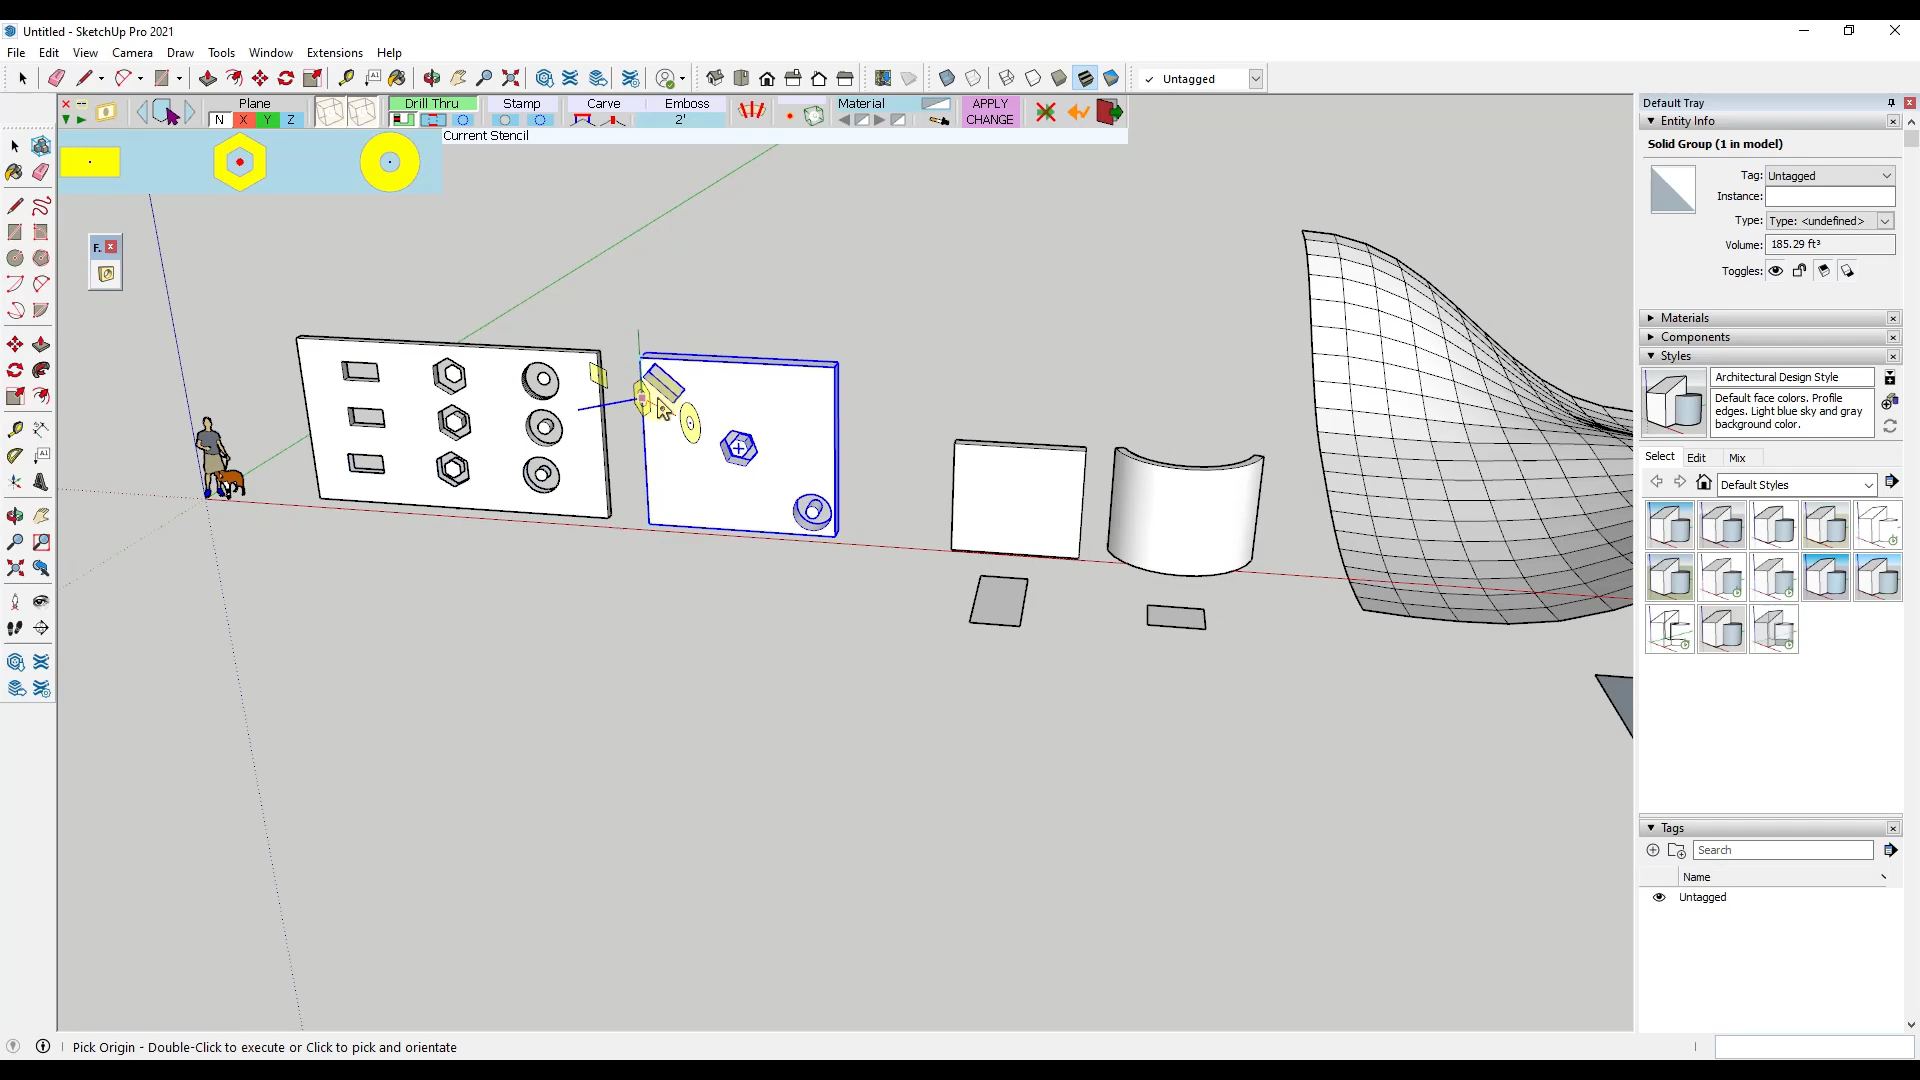 Untitled - SketchUp Pro 2021
File Edit View Camera Draw Tools Window Extensions Help
Untagged
Plane
N X Y Z
Drill Thru
Stamp
Carve
Emboss
2'
Material
APPLY
CHANGE
Current Stencil
F.
Default Tray
Entity Info
Solid Group (1 in model)
Tag: Untagged
Instance:
Type: Type: <undefined>
Volume: 185.29 ft³
Toggles:
Materials
Components
Styles
Architectural Design Style
Default face colors. Profile
edges. Light blue sky and gray
background color.
Select Edit Mix
Default Styles
Tags
Search
Name
Untagged
Pick Origin - Double-Click to execute or Click to pick and orientate